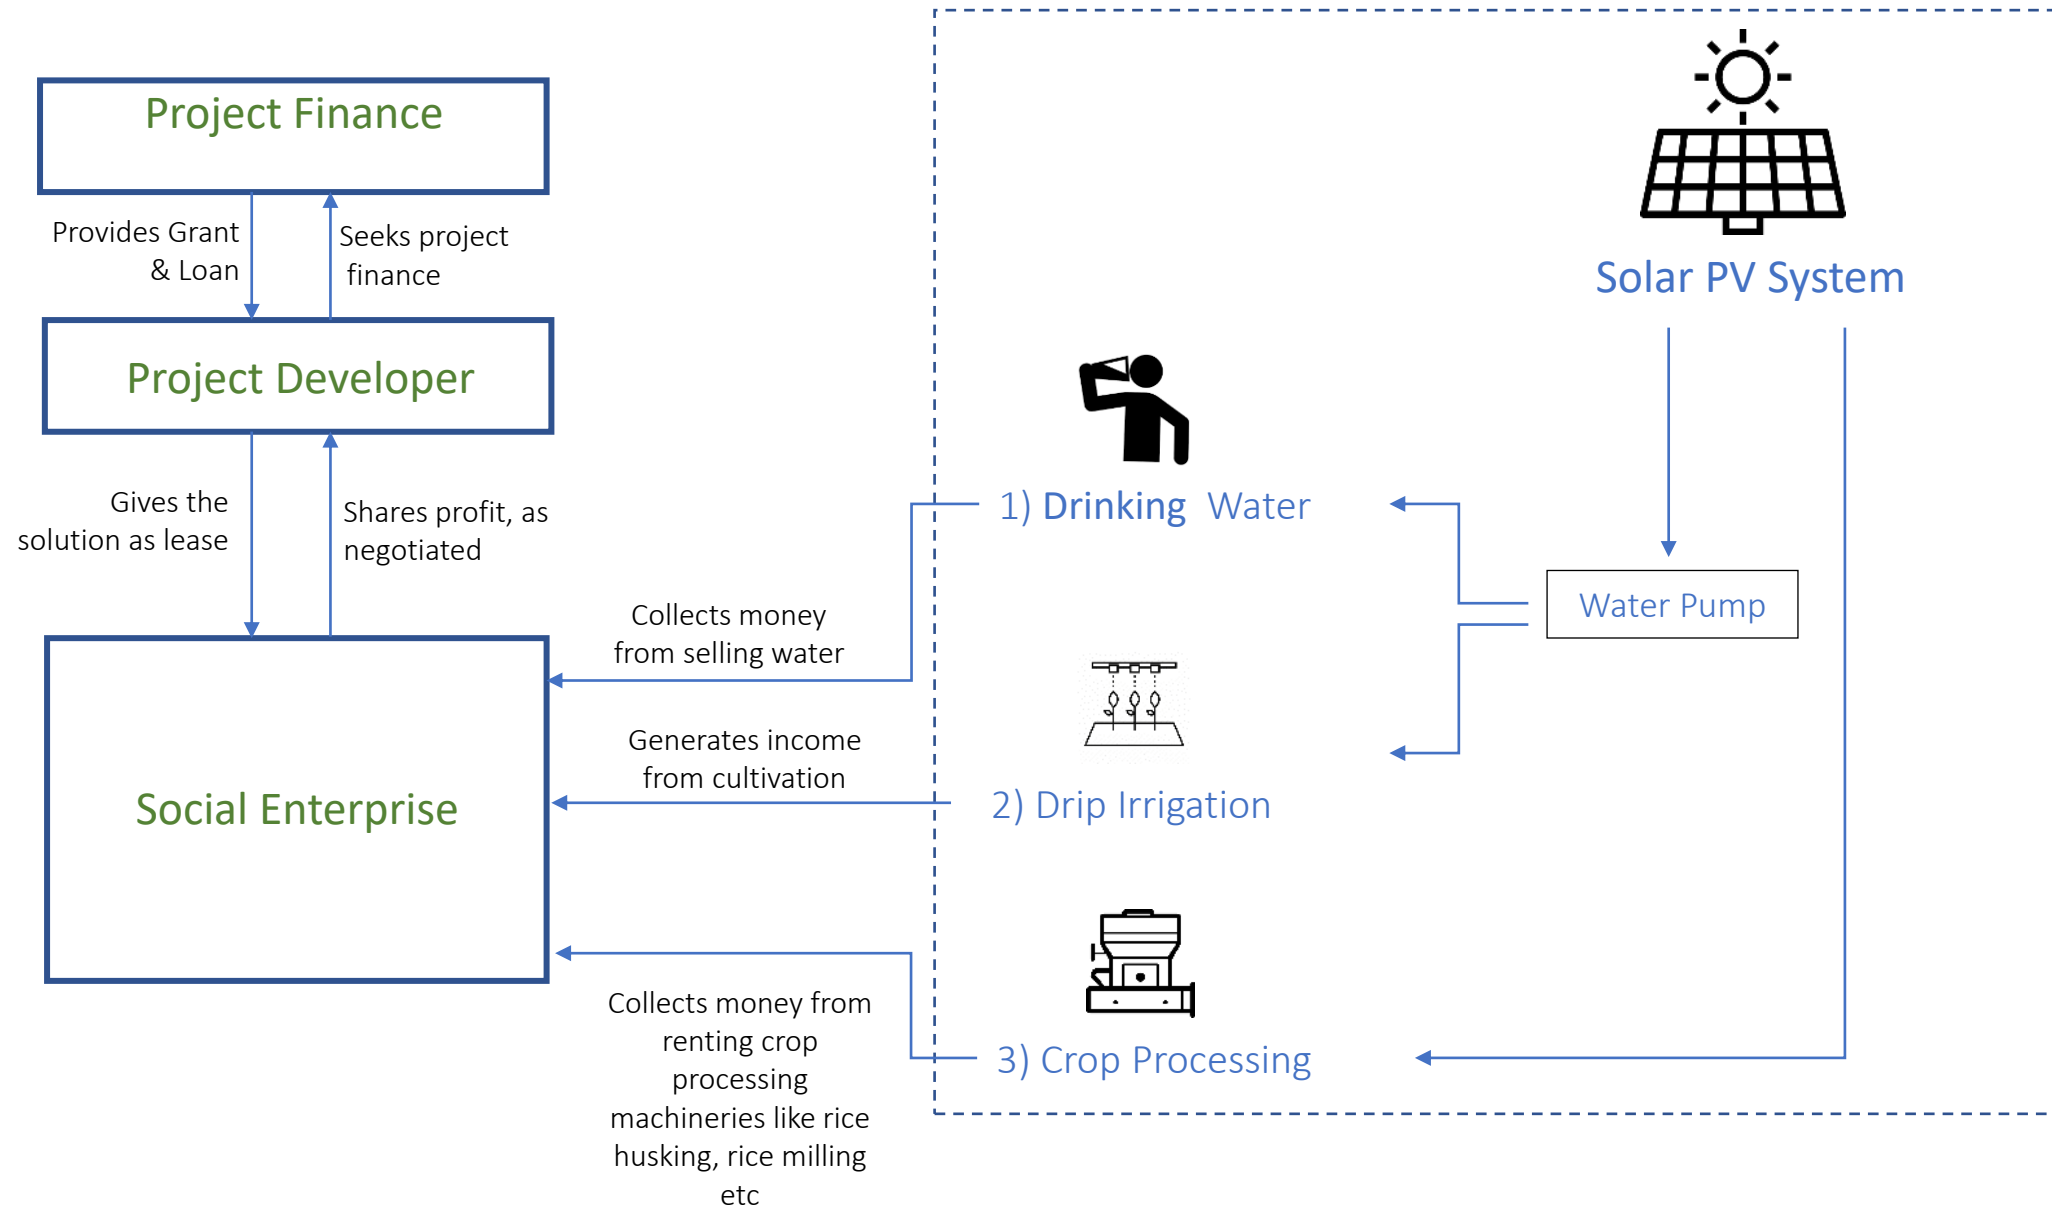 Project Finance
Provides Grant
& Loan
Seeks project
finance
Project Developer
Gives the
solution as lease
Shares profit, as
negotiated
Social Enterprise
Collects money
from selling water
Generates income
from cultivation
Collects money from
renting crop
processing
machineries like rice
husking, rice milling
etc
Solar PV System
1) Drinking Water
Water Pump
2) Drip Irrigation
3) Crop Processing